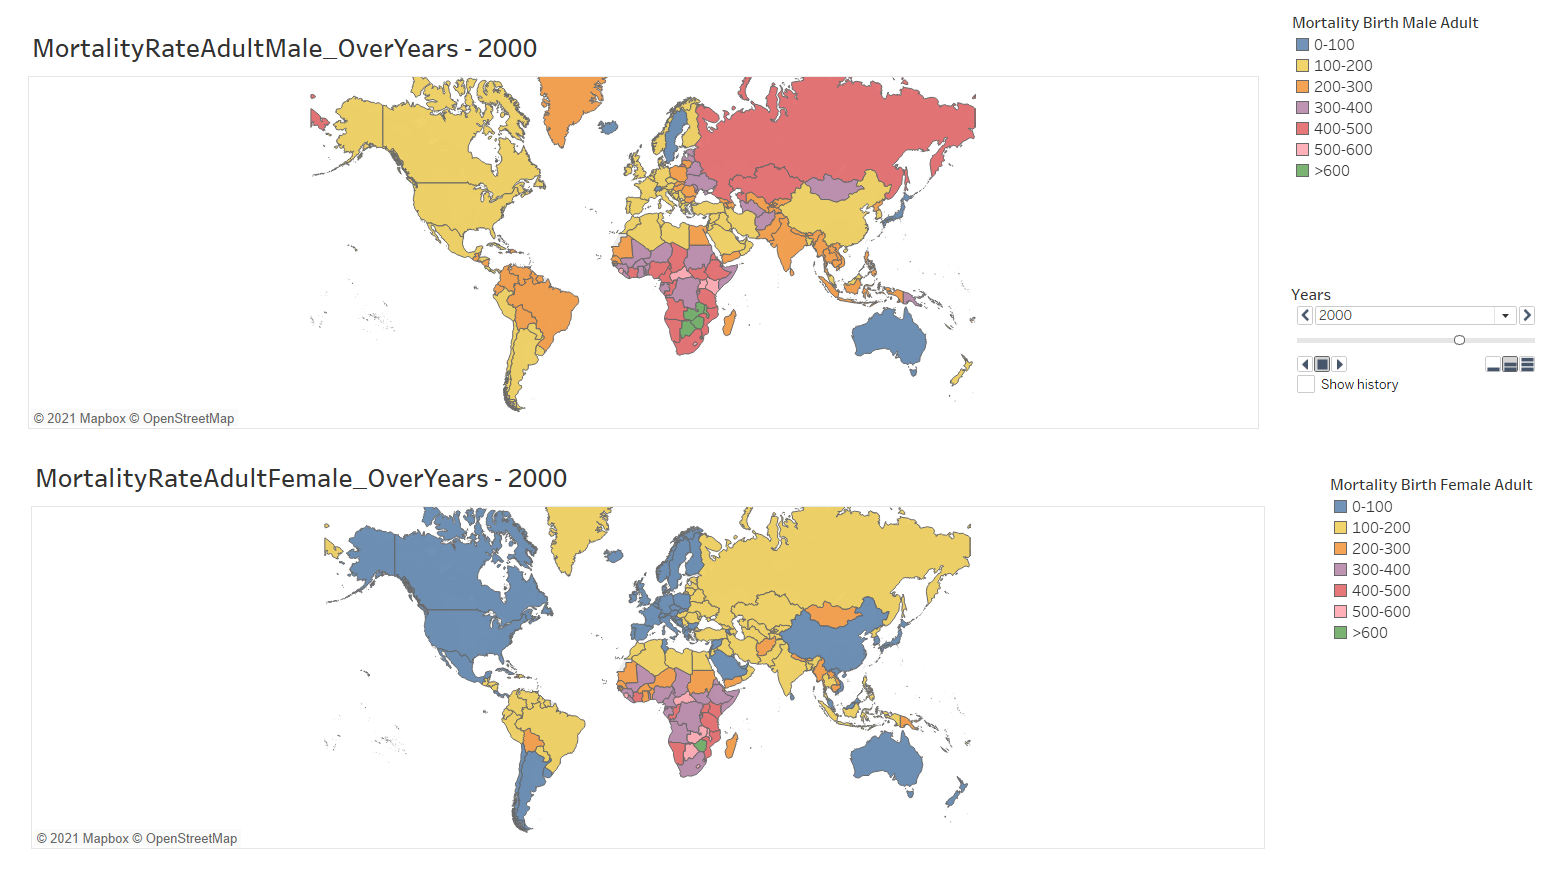 MortalityRateAdultMale_OverYears - 2000
© 2021 Mapbox © OpenStreetMap
Mortality Birth Male Adult
0-100
100-200
200-300
300-400
400-500
500-600
>600
Years
2000
Show history
MortalityRateAdultFemale_OverYears - 2000
© 2021 Mapbox © OpenStreetMap
Mortality Birth Female Adult
0-100
100-200
200-300
300-400
400-500
500-600
>600